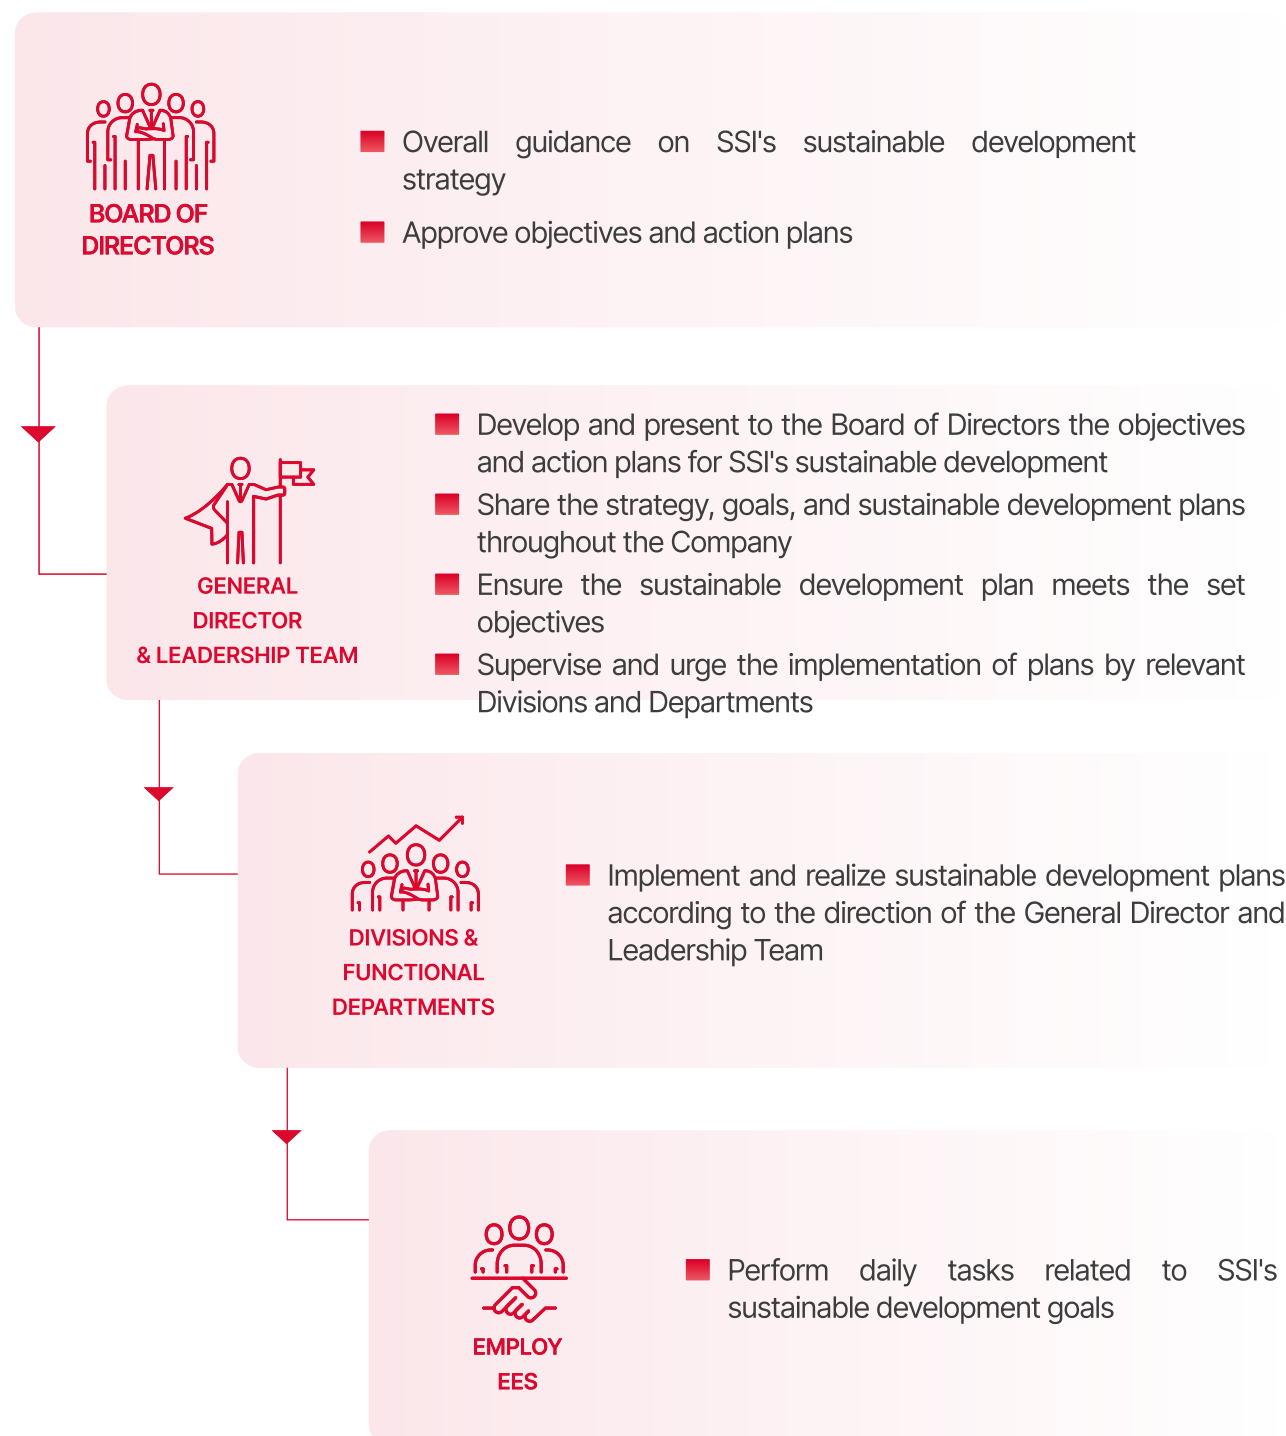 BOARD OF
DIRECTORS
Overall guidance on SSI's sustainable development
strategy
Approve objectives and action plans
GENERAL
DIRECTOR
& LEADERSHIP TEAM
Develop and present to the Board of Directors the objectives
and action plans for SSI's sustainable development
Share the strategy, goals, and sustainable development plans
throughout the Company
Ensure the sustainable development plan meets the set
objectives
Supervise and urge the implementation of plans by relevant
Divisions and Departments
DIVISIONS &
FUNCTIONAL
DEPARTMENTS
Implement and realize sustainable development plans
according to the direction of the General Director and
Leadership Team
EMPLOY
EES
Perform daily tasks related to SSI's
sustainable development goals